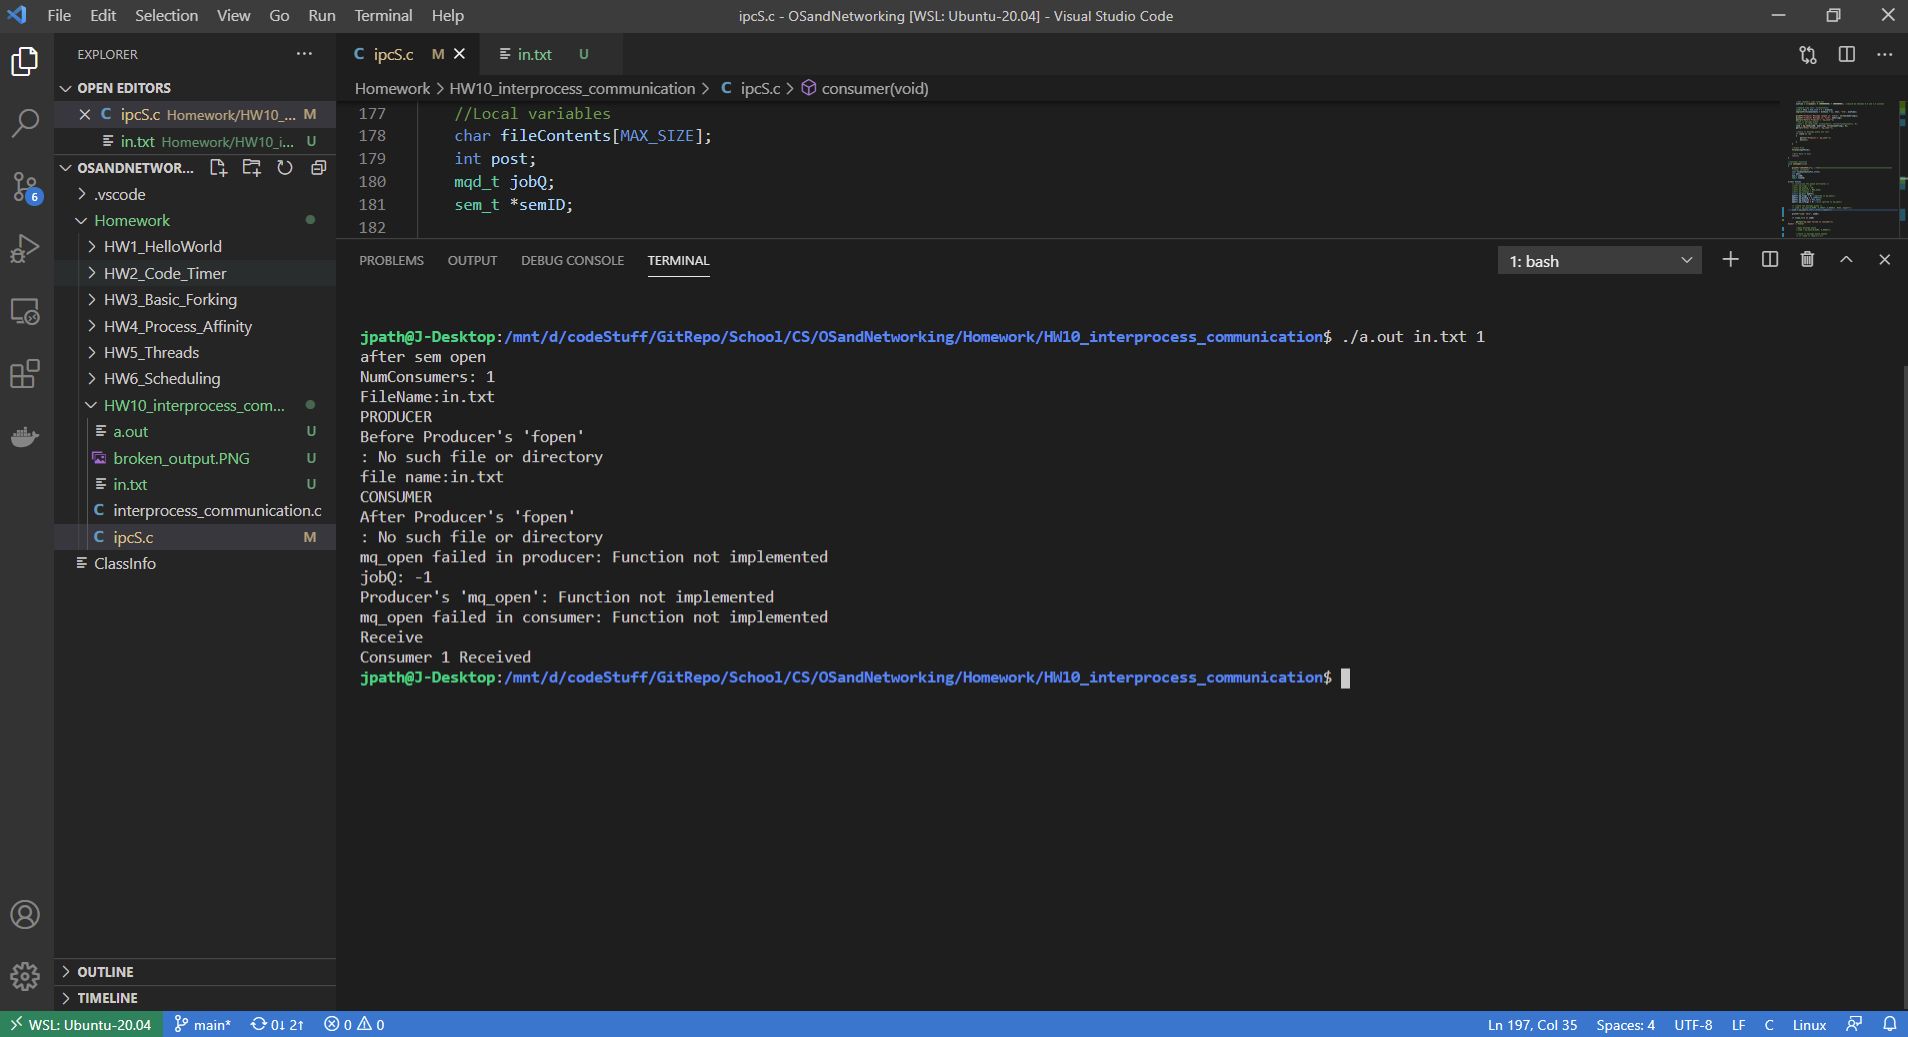 File Edit Selection View Go Run Terminal Help
ipcS.c - OSandNetworking [WSL: Ubuntu-20.04] - Visual Studio Code
EXPLORER
OPEN EDITORS
ipcS.c Homework/HW10_... M
in.txt Homework/HW10_i... U
OSANDNETWOR...
.vscode
Homework
HW1_HelloWorld
HW2_Code_Timer
HW3_Basic_Forking
HW4_Process_Affinity
HW5_Threads
HW6_Scheduling
HW10_interprocess_com...
a.out U
broken_output.PNG U
in.txt U
interprocess_communication.c
ipcS.c M
ClassInfo
OUTLINE
TIMELINE
6
ipcS.c M
in.txt U
Homework > HW10_interprocess_communication > C ipcS.c > consumer(void)
177 //Local variables
178 char fileContents[MAX_SIZE];
179 int post;
180 mqd_t jobQ;
181 sem_t *semID;
182
PROBLEMS OUTPUT DEBUG CONSOLE TERMINAL
1: bash
jpath@J-Desktop:/mnt/d/codeStuff/GitRepo/School/CS/OSandNetworking/Homework/HW10_interprocess_communication$ ./a.out in.txt 1
after sem open
NumConsumers: 1
FileName:in.txt
PRODUCER
Before Producer's 'fopen'
: No such file or directory
file name:in.txt
CONSUMER
After Producer's 'fopen'
: No such file or directory
mq_open failed in producer: Function not implemented
jobQ: -1
Producer's 'mq_open': Function not implemented
mq_open failed in consumer: Function not implemented
Receive
Consumer 1 Received
jpath@J-Desktop:/mnt/d/codeStuff/GitRepo/School/CS/OSandNetworking/Homework/HW10_interprocess_communication$
WSL: Ubuntu-20.04 main* 0↓ 2↑ 0 0
Ln 197, Col 35 Spaces: 4 UTF-8 LF C Linux